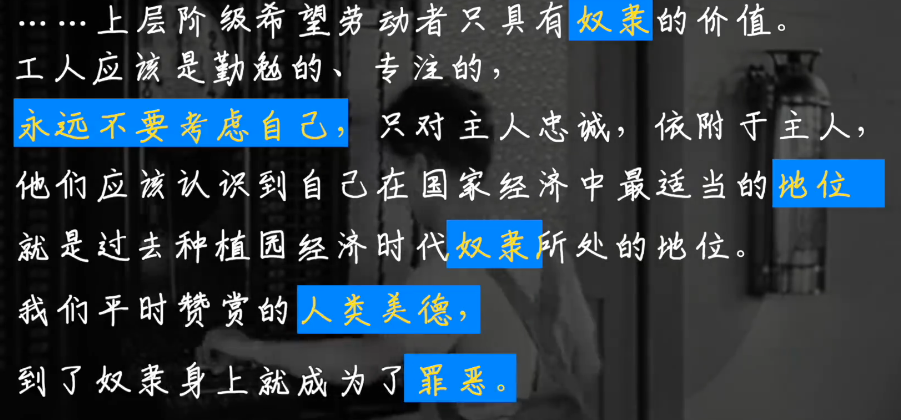 ……上层阶级希望劳动者只具有奴隶的价值。
工人应该是勤勉的、专注的，
永远不要考虑自己，只对主人忠诚，依附于主人，
他们应该认识到自己在国家经济中最适当的地位
就是过去种植园经济时代奴隶所处的地位。
我们平时赞赏的人类美德，
到了奴隶身上就成为了罪恶。